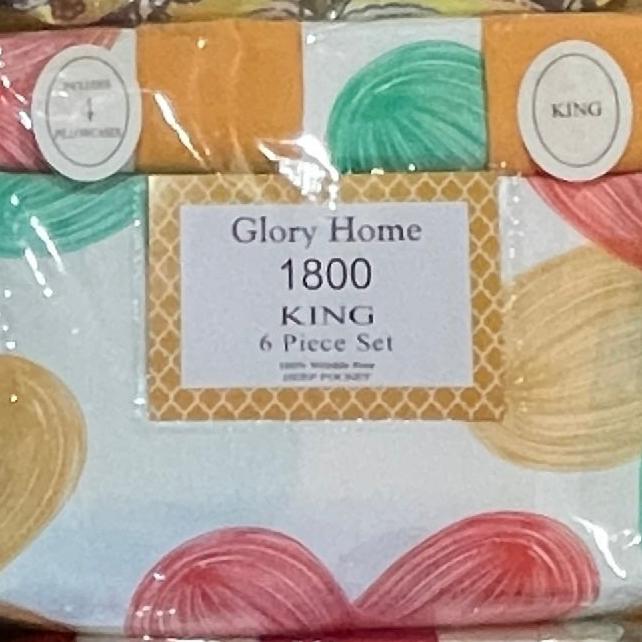 INCLUDES
4
PILLOWCASES
KING
Glory Home
1800
KING
6 Piece Set
100% Wrinkle Free
DEEP POCKET